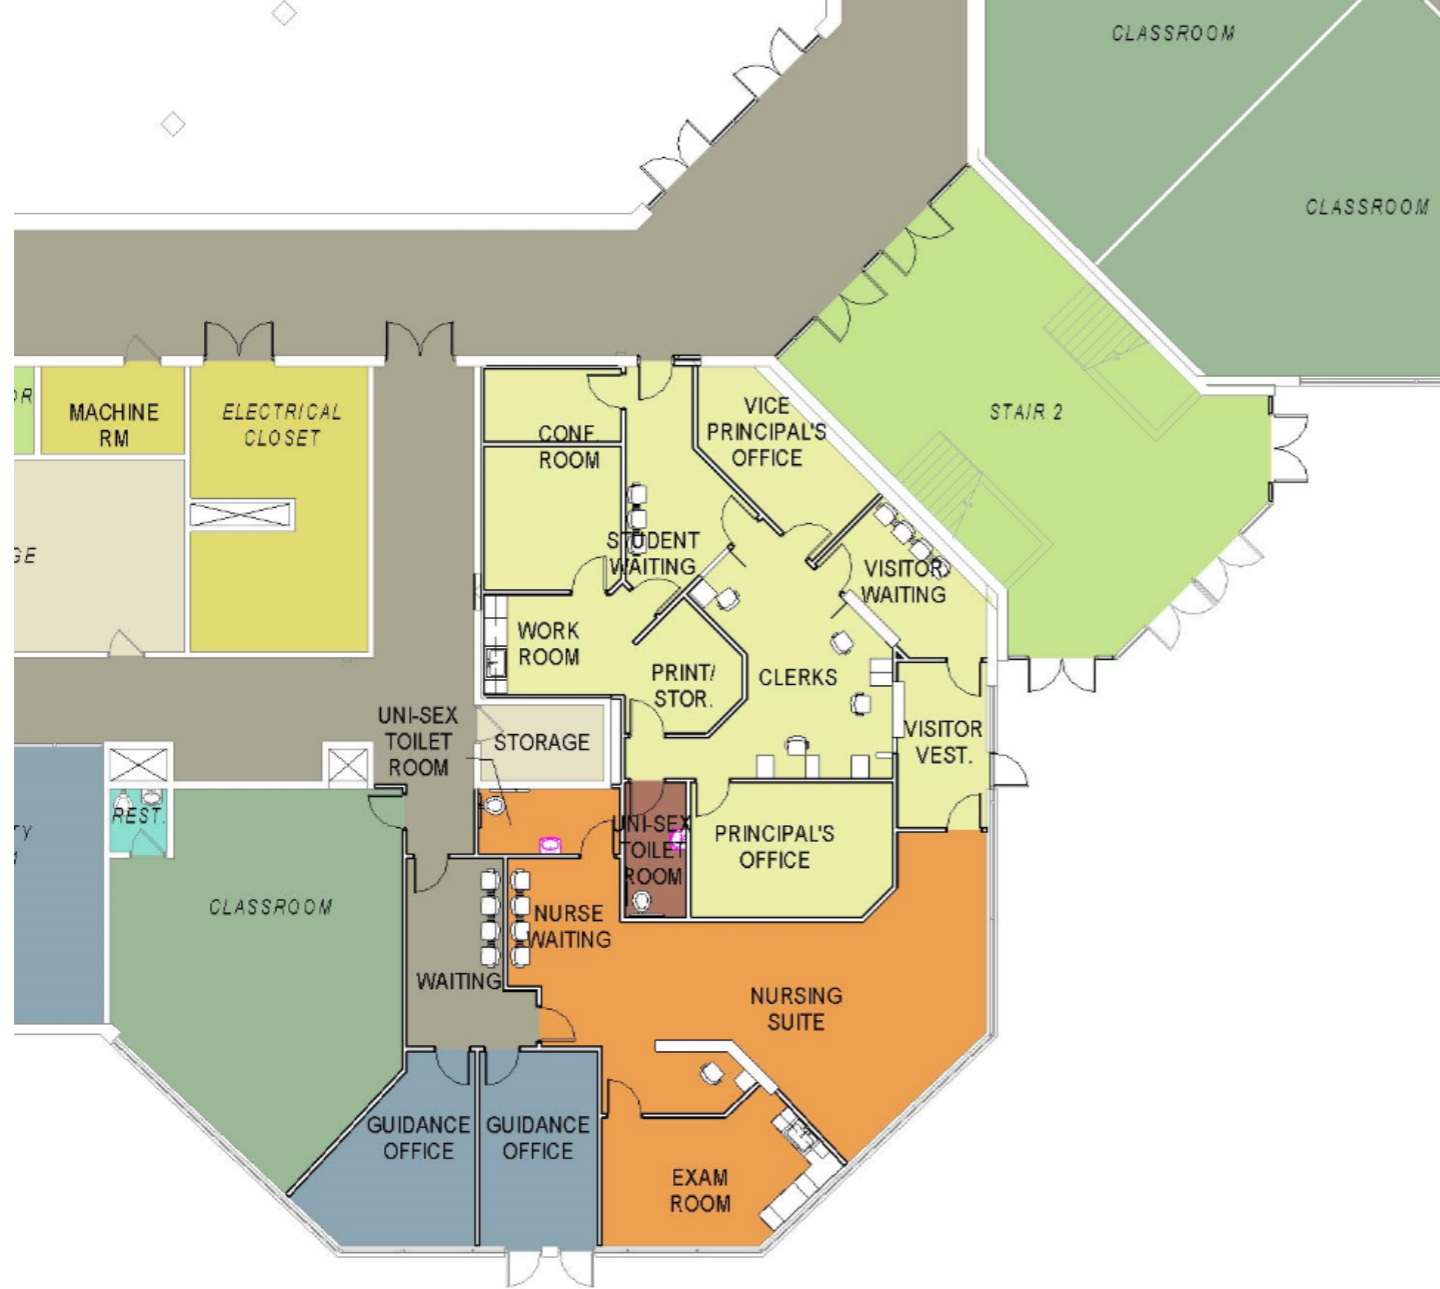 CLASSROOM
CLASSROOM
MACHINE
RM
ELECTRICAL
CLOSET
CONF.
ROOM
VICE
PRINCIPAL'S
OFFICE
STAIR 2
STUDENT
WAITING
VISITOR
WAITING
WORK
ROOM
PRINT/
STOR.
CLERKS
UNI-SEX
TOILET
ROOM
STORAGE
VISITOR
VEST.
REST.
UNI-SEX
TOILET
ROOM
PRINCIPAL'S
OFFICE
CLASSROOM
NURSE
WAITING
WAITING
NURSING
SUITE
GUIDANCE
OFFICE
GUIDANCE
OFFICE
EXAM
ROOM